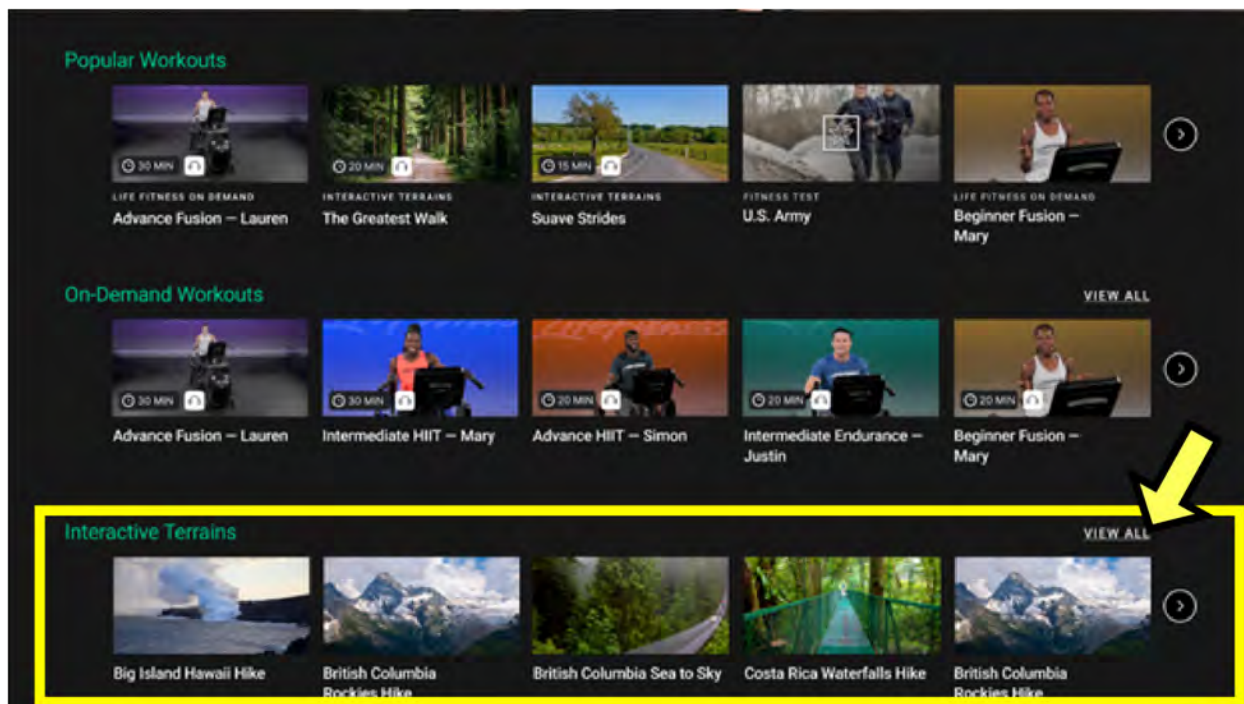 Popular Workouts
30 MIN
20 MIN
15 MIN
LIFE FITNESS ON DEMAND
INTERACTIVE TERRAINS
INTERACTIVE TERRAINS
FITNESS TEST
LIFE FITNESS ON DEMAND
Advance Fusion — Lauren
The Greatest Walk
Suave Strides
U.S. Army
Beginner Fusion —
Mary
On-Demand Workouts
VIEW ALL
30 MIN
30 MIN
20 MIN
20 MIN
20 MIN
Advance Fusion — Lauren
Intermediate HIIT — Mary
Advance HIIT — Simon
Intermediate Endurance —
Justin
Beginner Fusion —
Mary
Interactive Terrains
VIEW ALL
Big Island Hawaii Hike
British Columbia
Rockies Hike
British Columbia Sea to Sky
Costa Rica Waterfalls Hike
British Columbia
Rockies Hike